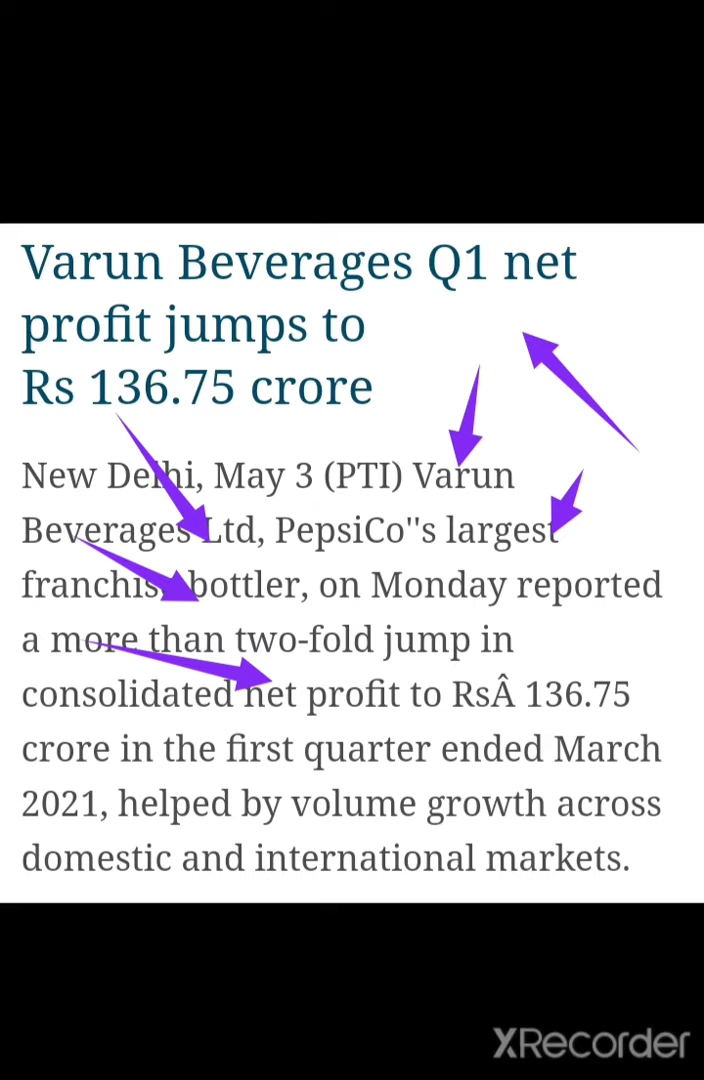 Varun Beverages Q1 net
profit jumps to
Rs 136.75 crore
New Delhi, May 3 (PTI) Varun
Beverages Ltd, PepsiCo''s largest
franchise bottler, on Monday reported
a more than two-fold jump in
consolidated net profit to RsÂ 136.75
crore in the first quarter ended March
2021, helped by volume growth across
domestic and international markets.
XRecorder